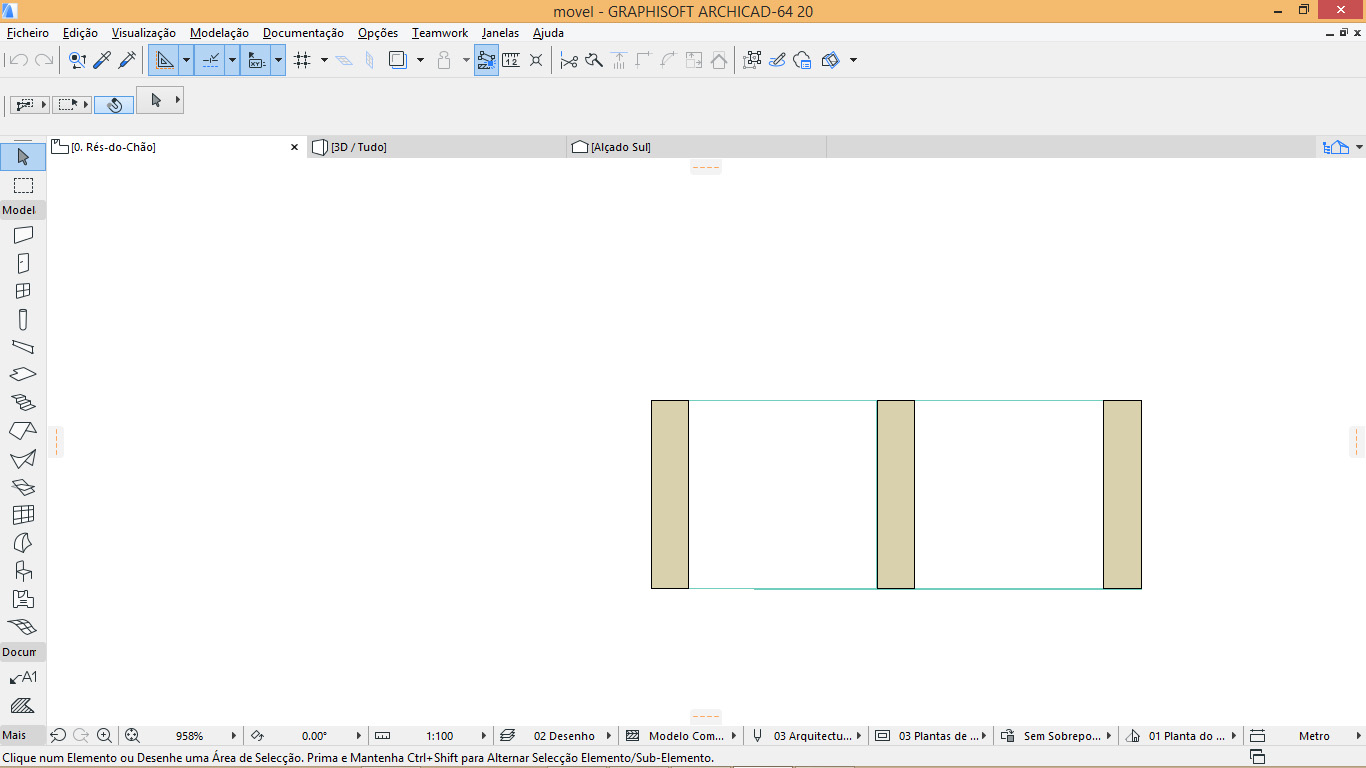 movel - GRAPHISOFT ARCHICAD-64 20
Ficheiro Edição Visualização Modelação Documentação Opções Teamwork Janelas Ajuda
[0. Rés-do-Chão] [3D / Tudo] [Alçado Sul]
Model
Docum
A1
Mais 958% 0.00° 1:100 02 Desenho Modelo Com... 03 Arquitectu... 03 Plantas de ... Sem Sobrepo... 01 Planta do ... Metro
Clique num Elemento ou Desenhe uma Área de Selecção. Prima e Mantenha Ctrl+Shift para Alternar Selecção Elemento/Sub-Elemento.